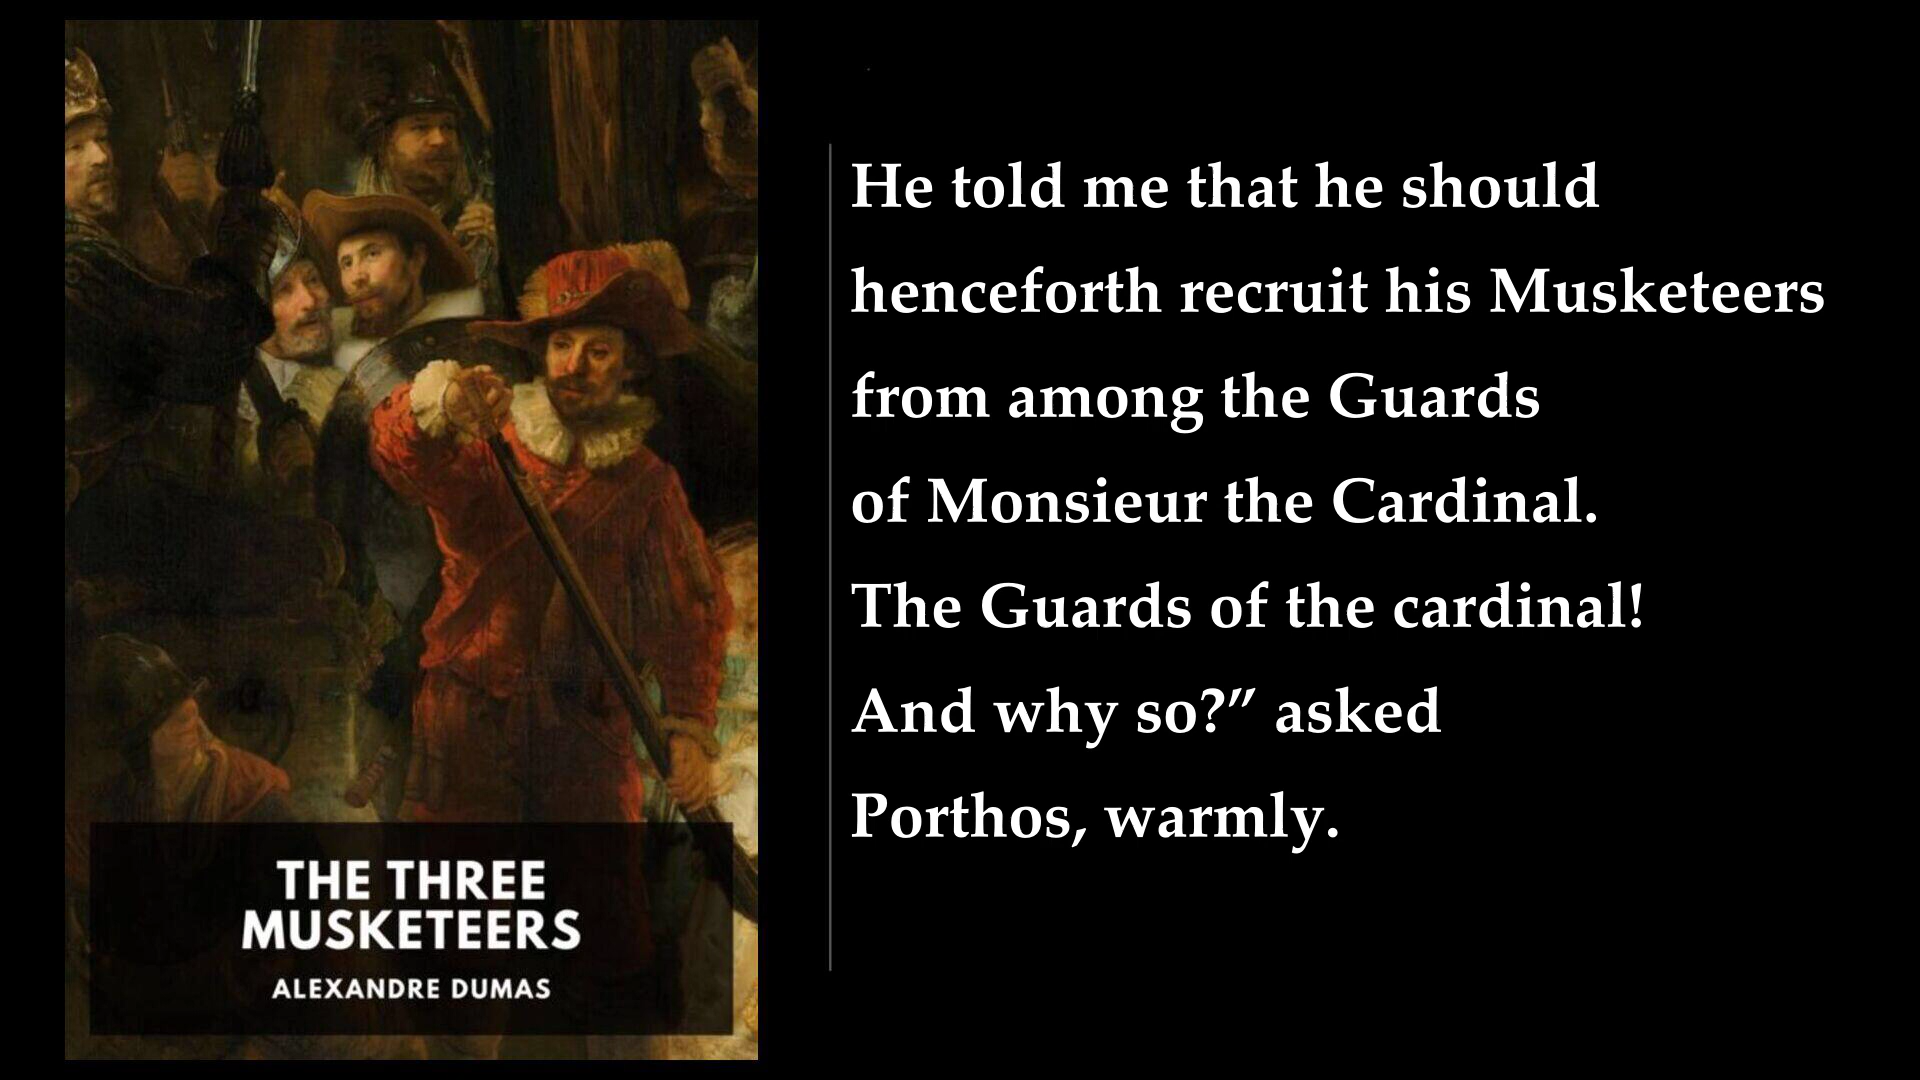 THE THREE
MUSKETEERS
ALEXANDRE DUMAS
He told me that he should
henceforth recruit his Musketeers
from among the Guards
of Monsieur the Cardinal.
The Guards of the cardinal!
And why so?” asked
Porthos, warmly.